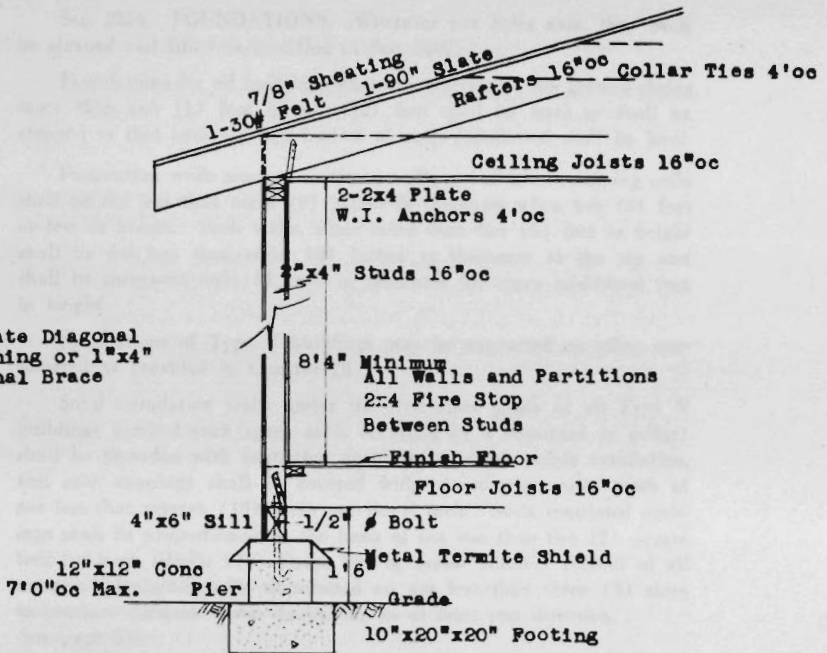 7/8" Sheating
1-30# Felt 1-90" Slate
Rafters 16"oc Collar Ties 4'oc
Ceiling Joists 16"oc
2-2x4 Plate
W.I. Anchors 4'oc
2"x4" Studs 16"oc
te Diagonal
ing or 1"x4"
al Brace
8'4" Minimum
All Walls and Partitions
2x4 Fire Stop
Between Studs
Finish Floor
Floor Joists 16"oc
4"x6" Sill 1/2" ø Bolt
Metal Termite Shield
6"
12"x12" Conc
7'0"oc Max. Pier
Grade
10"x20"x20" Footing